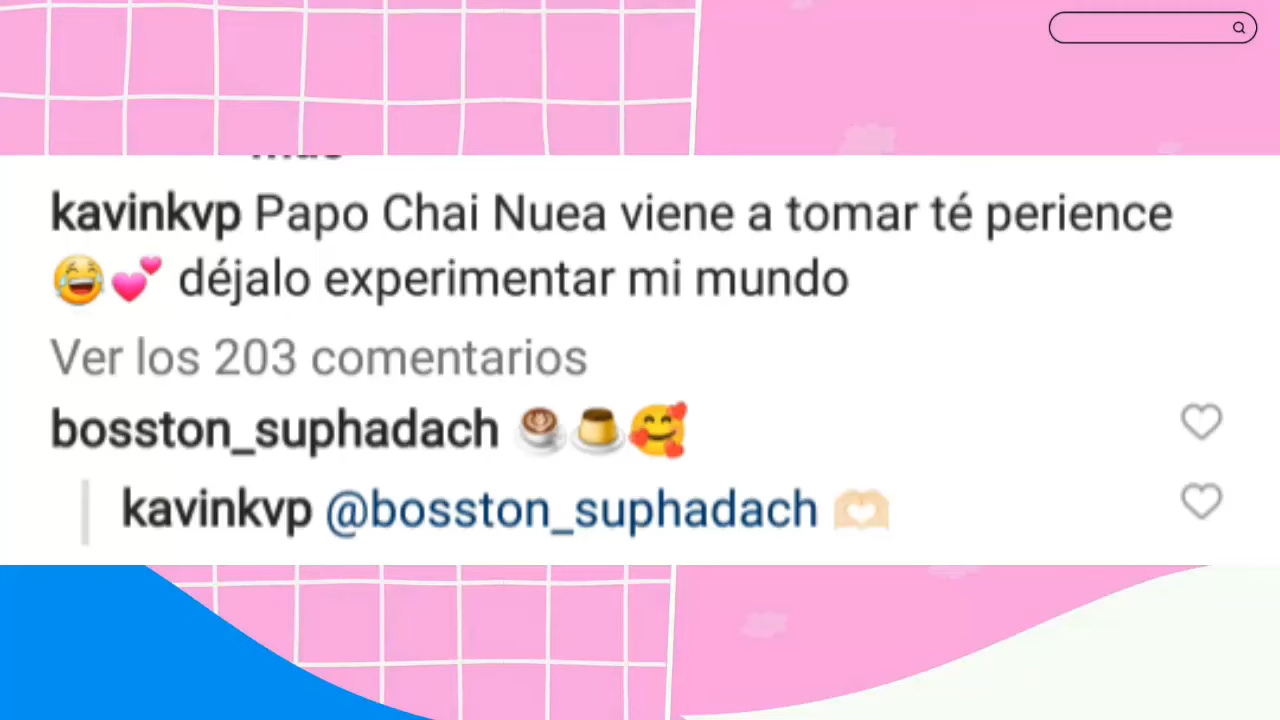 kavinkvp Papo Chai Nuea viene a tomar té perience
😂💕 déjalo experimentar mi mundo
Ver los 203 comentarios
bosston_suphadach ☕🍮🥰
kavinkvp @bosston_suphadach 🫶🏻